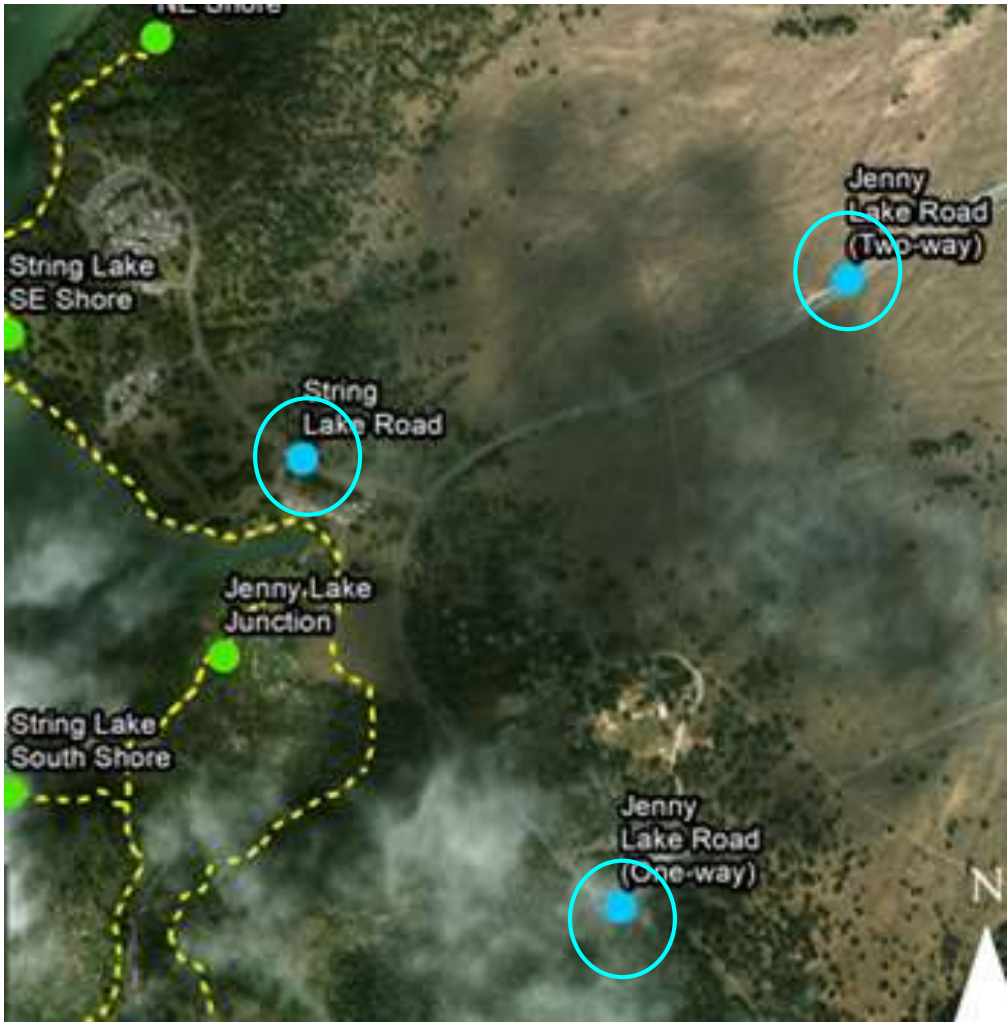 NE Shore
Jenny
Lake Road
(Two-way)
String Lake
SE Shore
String
Lake Road
Jenny Lake
Junction
String Lake
South Shore
Jenny
Lake Road
(One-way)
N